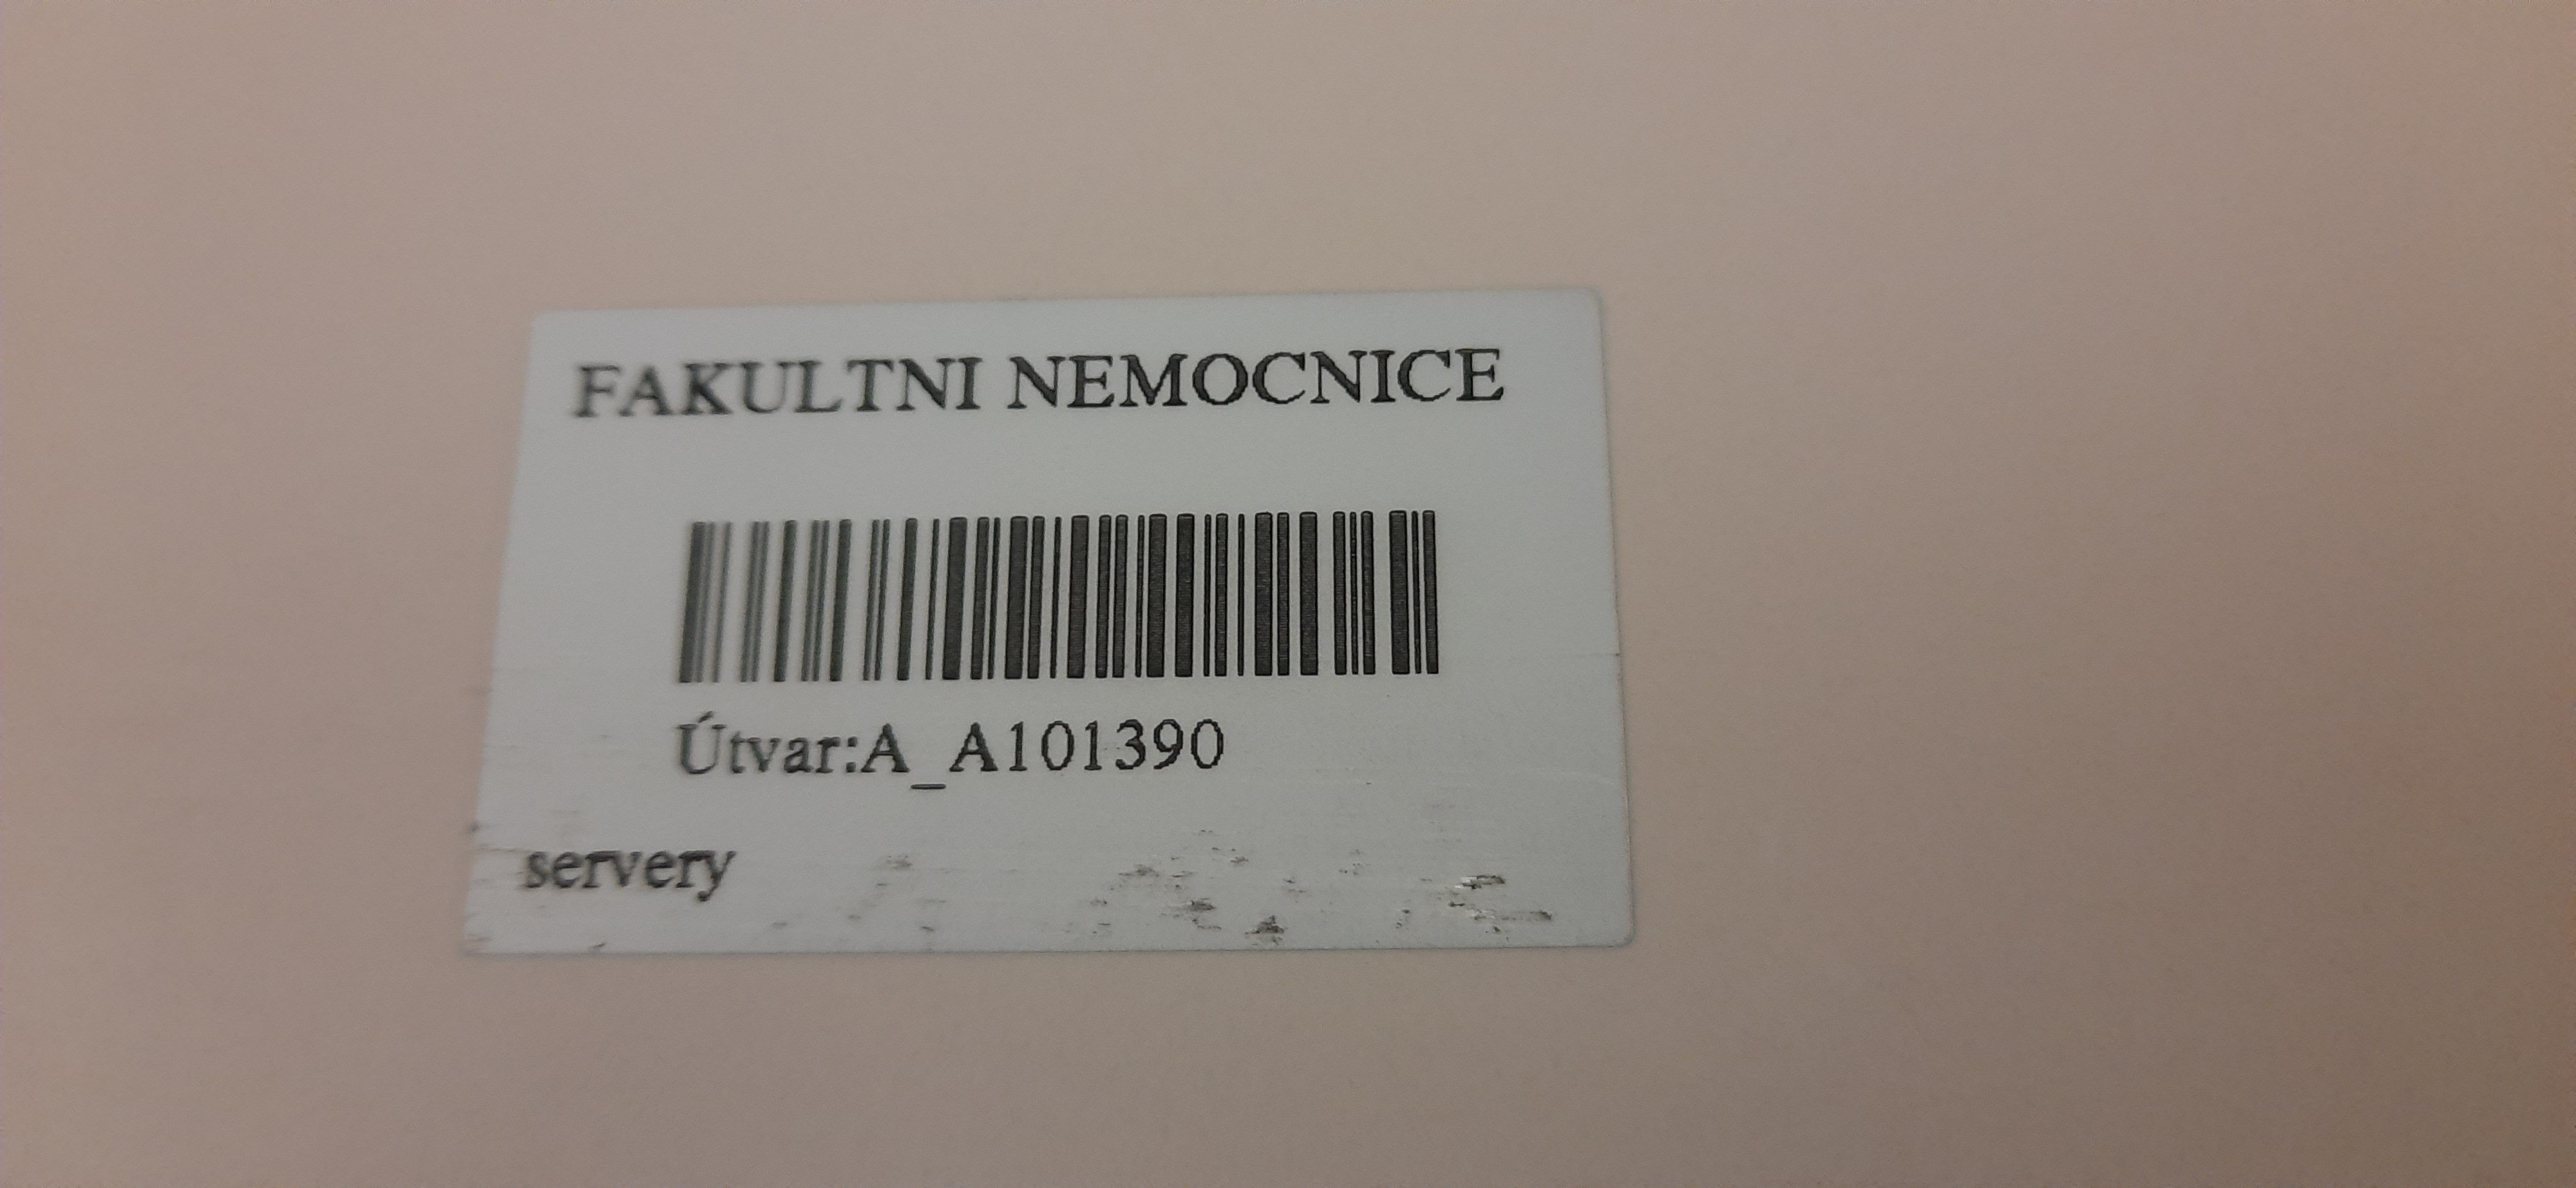 FAKULTNI NEMOCNICE
Útvar:A_A101390
servery